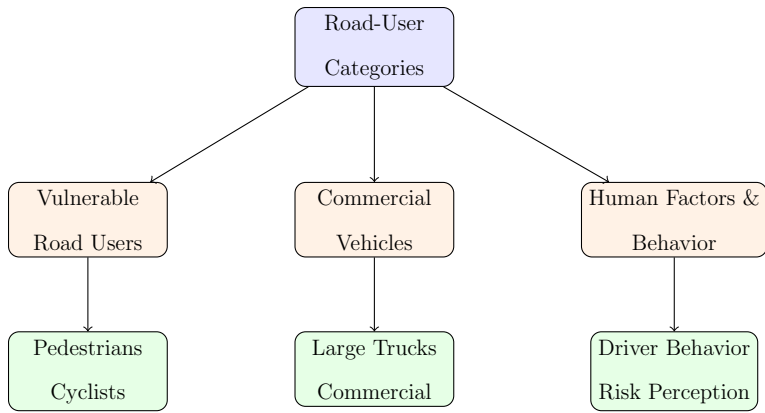 Road-User
Categories
Vulnerable
Road Users
Commercial
Vehicles
Human Factors &
Behavior
Pedestrians
Cyclists
Large Trucks
Commercial
Driver Behavior
Risk Perception